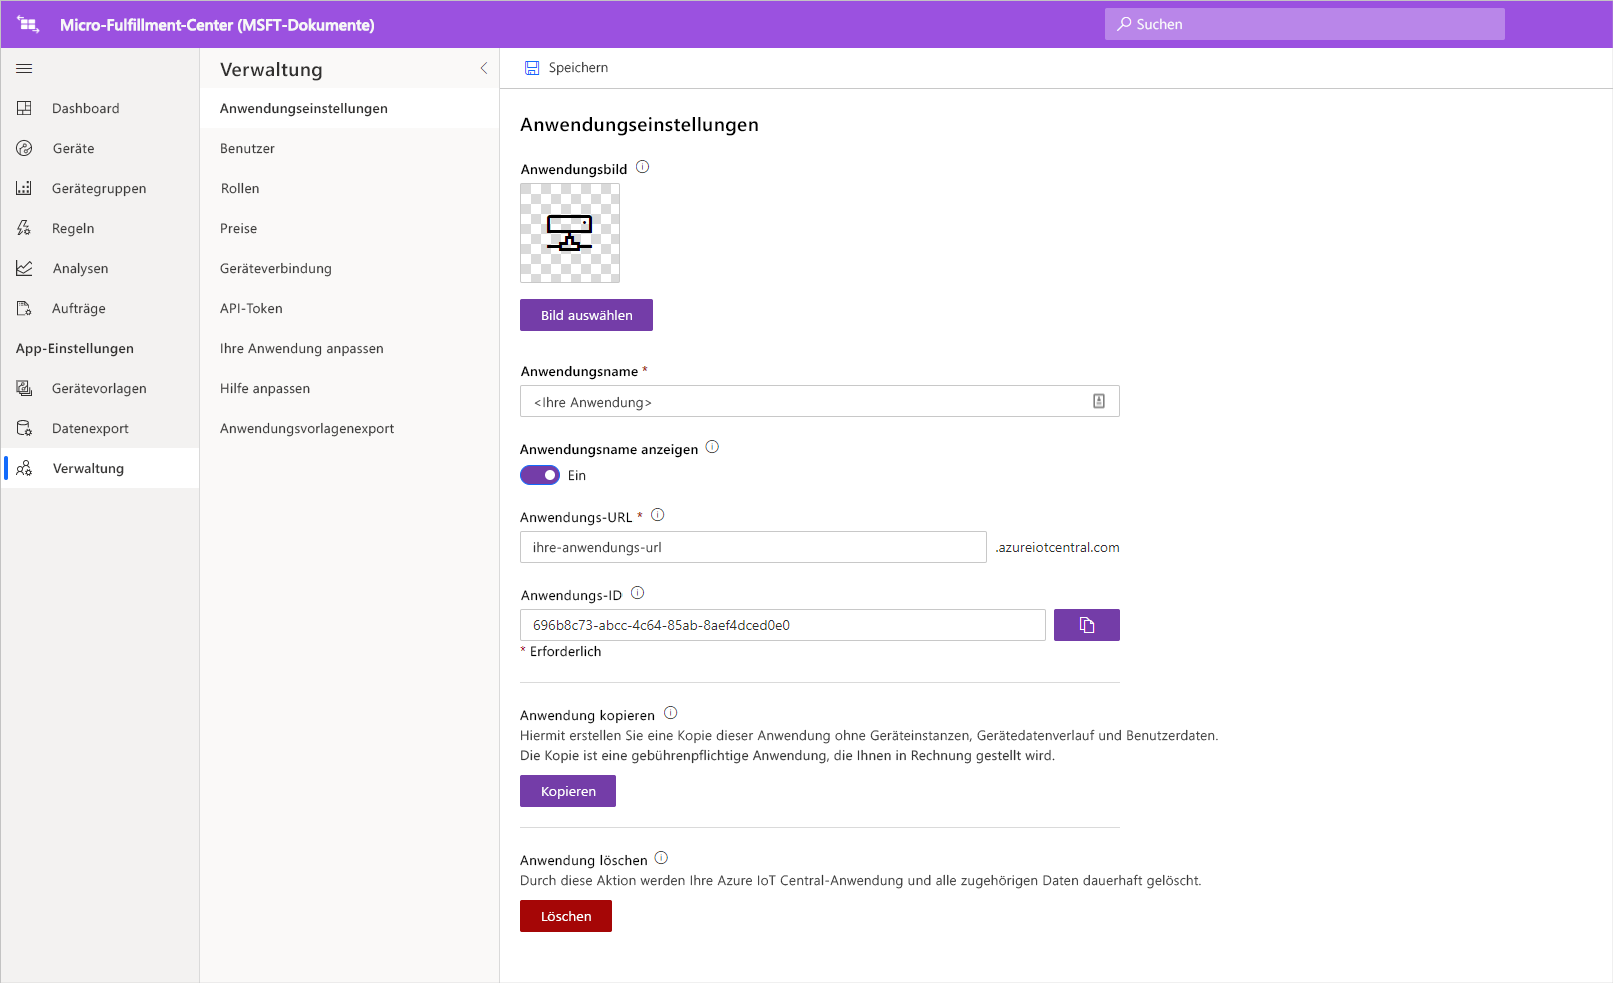 Micro-Fulfillment-Center (MSFT-Dokumente)
Suchen
Dashboard
Geräte
Gerätegruppen
Regeln
Analysen
Aufträge
App-Einstellungen
Gerätevorlagen
Datenexport
Verwaltung
Verwaltung
Anwendungseinstellungen
Benutzer
Rollen
Preise
Geräteverbindung
API-Token
Ihre Anwendung anpassen
Hilfe anpassen
Anwendungsvorlagenexport
Speichern
Anwendungseinstellungen
Anwendungsbild
Bild auswählen
Anwendungsname *
<Ihre Anwendung>
Anwendungsname anzeigen
Ein
Anwendungs-URL *
ihre-anwendungs-url
.azureiotcentral.com
Anwendungs-ID
696b8c73-abcc-4c64-85ab-8aef4dced0e0
* Erforderlich
Anwendung kopieren
Hiermit erstellen Sie eine Kopie dieser Anwendung ohne Geräteinstanzen, Gerätedatenverlauf und Benutzerdaten.
Die Kopie ist eine gebührenpflichtige Anwendung, die Ihnen in Rechnung gestellt wird.
Kopieren
Anwendung löschen
Durch diese Aktion werden Ihre Azure IoT Central-Anwendung und alle zugehörigen Daten dauerhaft gelöscht.
Löschen